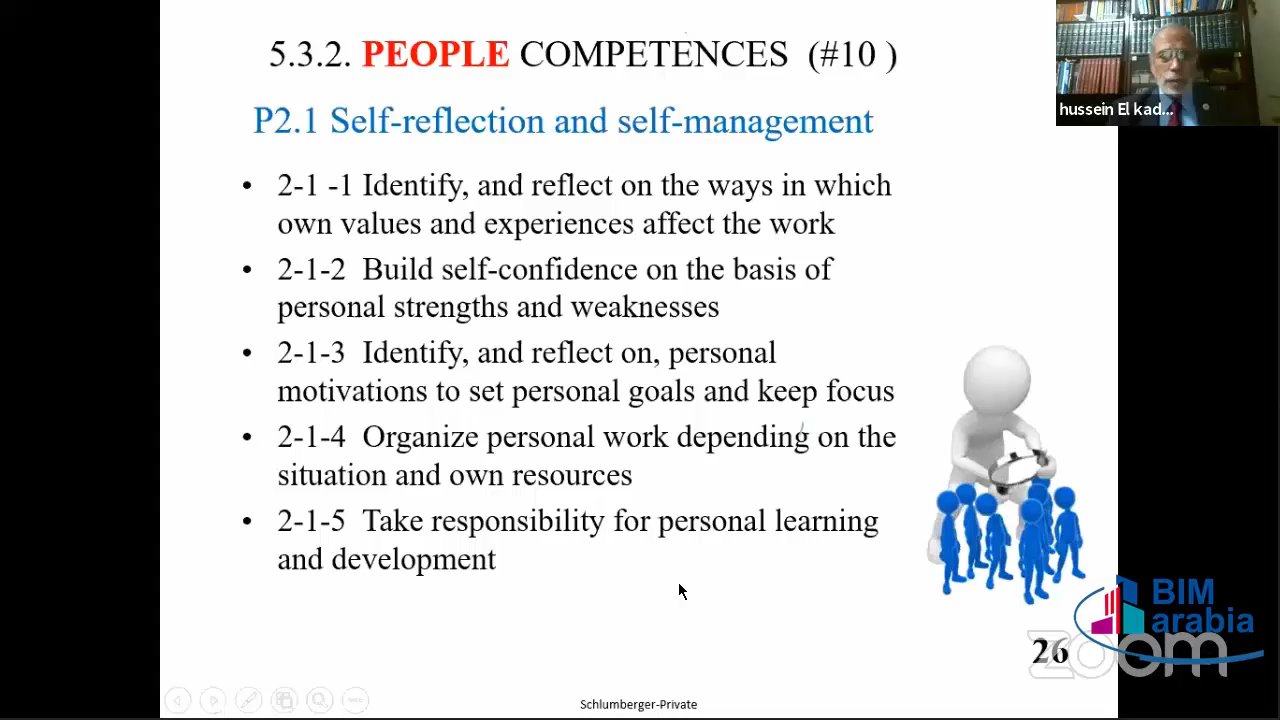 5.3.2. PEOPLE COMPETENCES (#10 )
hussein El kad...
P2.1 Self-reflection and self-management
• 2-1 -1 Identify, and reflect on the ways in which
own values and experiences affect the work
• 2-1-2 Build self-confidence on the basis of
personal strengths and weaknesses
• 2-1-3 Identify, and reflect on, personal
motivations to set personal goals and keep focus
• 2-1-4 Organize personal work depending on the
situation and own resources
• 2-1-5 Take responsibility for personal learning
and development
BIM
arabia
26
zoom
Schlumberger-Private